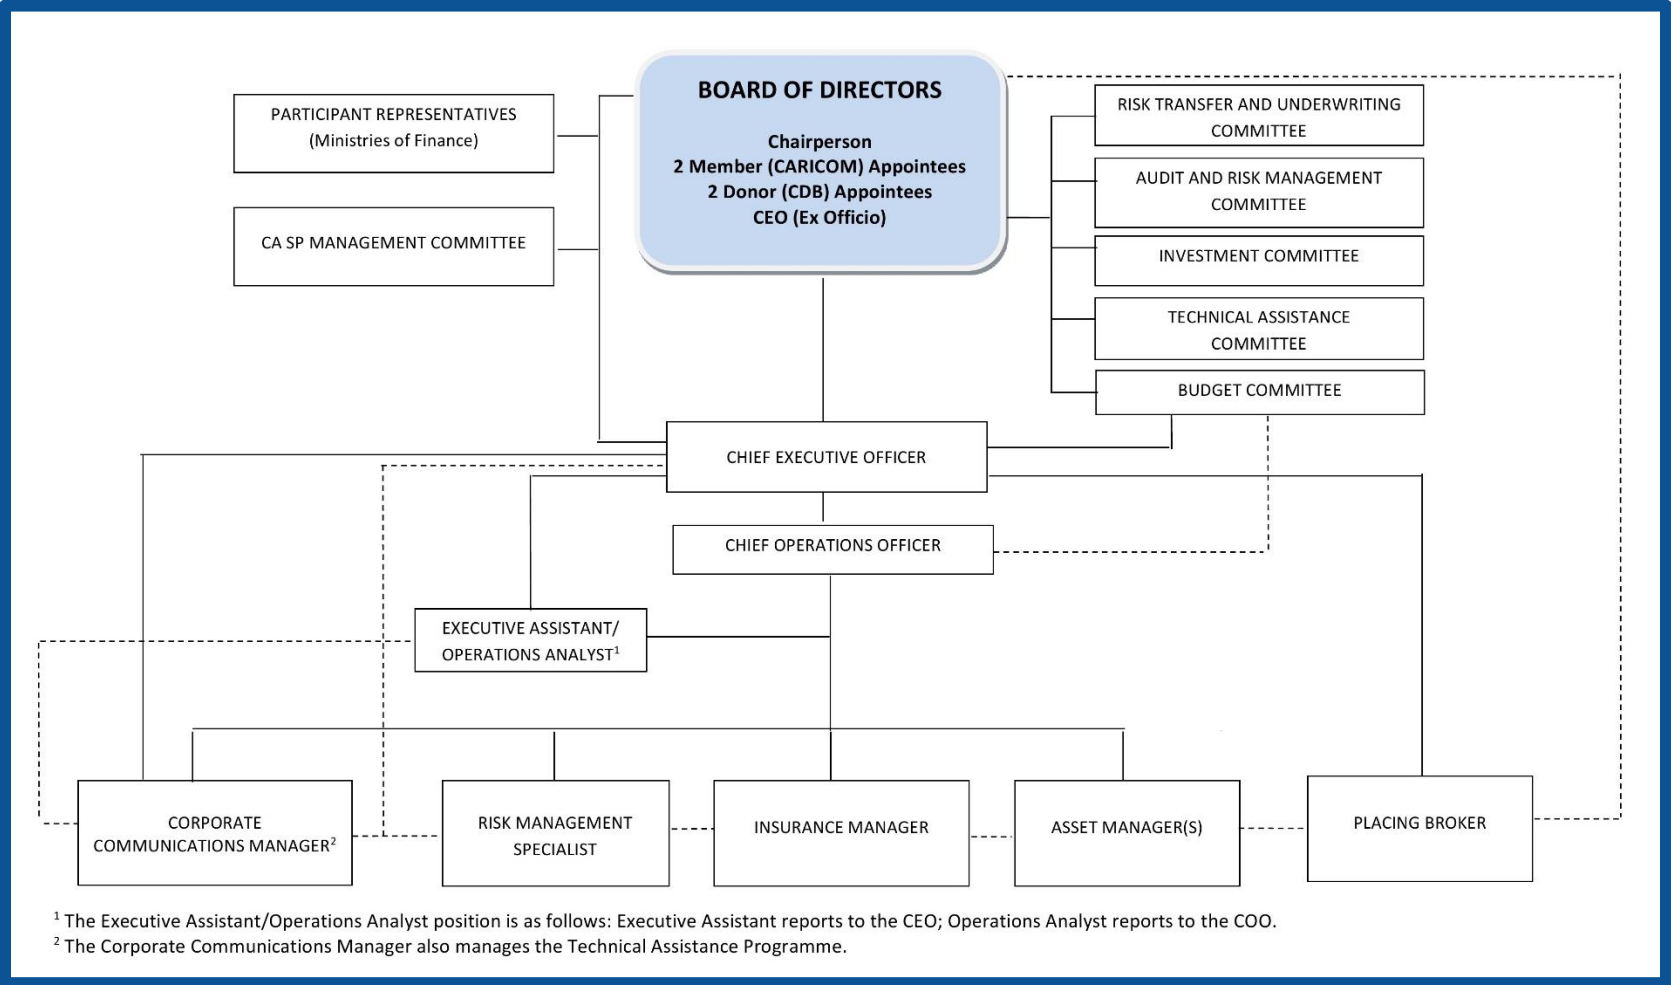 BOARD OF DIRECTORS
Chairperson
2 Member (CARICOM) Appointees
2 Donor (CDB) Appointees
CEO (Ex Officio)
PARTICIPANT REPRESENTATIVES
(Ministries of Finance)
CA SP MANAGEMENT COMMITTEE
RISK TRANSFER AND UNDERWRITING
COMMITTEE
AUDIT AND RISK MANAGEMENT
COMMITTEE
INVESTMENT COMMITTEE
TECHNICAL ASSISTANCE
COMMITTEE
BUDGET COMMITTEE
CHIEF EXECUTIVE OFFICER
CHIEF OPERATIONS OFFICER
EXECUTIVE ASSISTANT/
OPERATIONS ANALYST¹
CORPORATE
COMMUNICATIONS MANAGER²
RISK MANAGEMENT
SPECIALIST
INSURANCE MANAGER
ASSET MANAGER(S)
PLACING BROKER
¹ The Executive Assistant/Operations Analyst position is as follows: Executive Assistant reports to the CEO; Operations Analyst reports to the COO.
² The Corporate Communications Manager also manages the Technical Assistance Programme.